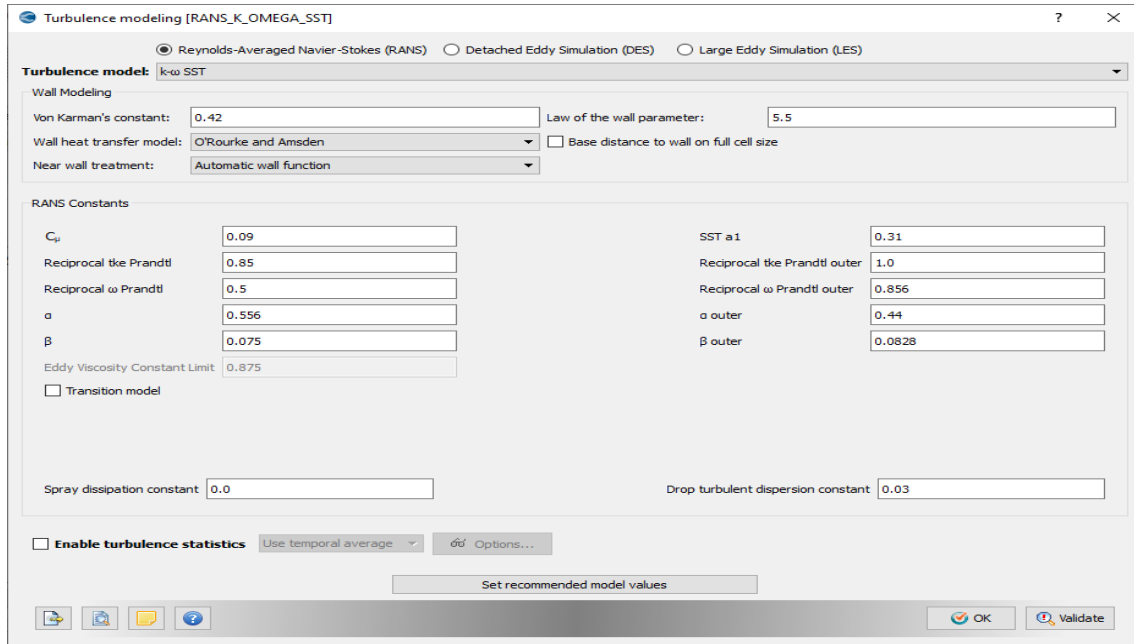 Turbulence modeling [RANS_K_OMEGA_SST] ? ×
Reynolds-Averaged Navier-Stokes (RANS) Detached Eddy Simulation (DES) Large Eddy Simulation (LES)
Turbulence model: k-ω SST
Wall Modeling
Von Karman's constant: 0.42 Law of the wall parameter: 5.5
Wall heat transfer model: O'Rourke and Amsden Base distance to wall on full cell size
Near wall treatment: Automatic wall function
RANS Constants
Cμ 0.09 SST a1 0.31
Reciprocal tke Prandtl 0.85 Reciprocal tke Prandtl outer 1.0
Reciprocal ω Prandtl 0.5 Reciprocal ω Prandtl outer 0.856
α 0.556 α outer 0.44
β 0.075 β outer 0.0828
Eddy Viscosity Constant Limit 0.875
Transition model
Spray dissipation constant 0.0 Drop turbulent dispersion constant 0.03
Enable turbulence statistics Use temporal average Options...
Set recommended model values
OK Validate